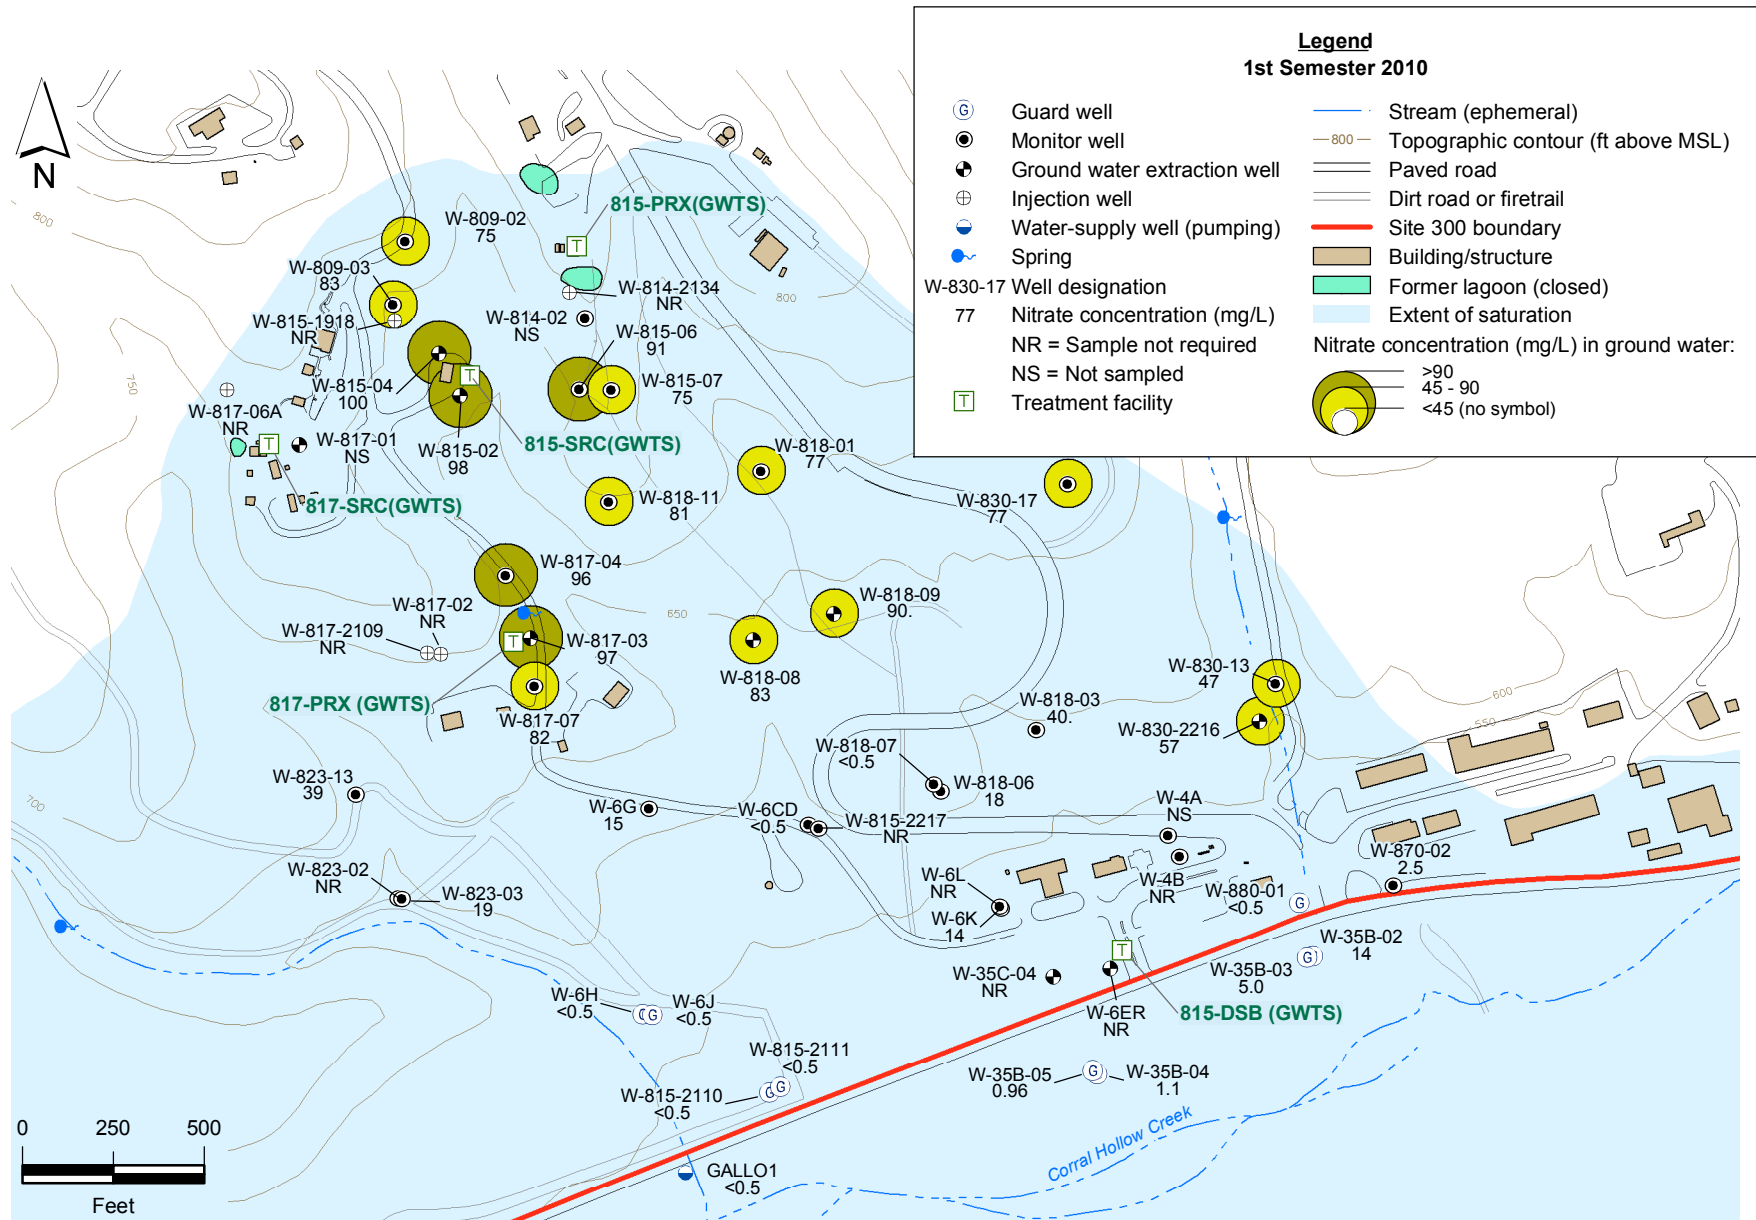 Legend
1st Semester 2010
Guard well
Monitor well
Ground water extraction well
Injection well
Water-supply well (pumping)
Spring
W-830-17 Well designation
77 Nitrate concentration (mg/L)
NR = Sample not required
NS = Not sampled
T Treatment facility
Stream (ephemeral)
800 Topographic contour (ft above MSL)
Paved road
Dirt road or firetrail
Site 300 boundary
Building/structure
Former lagoon (closed)
Extent of saturation
Nitrate concentration (mg/L) in ground water:
>90
45 - 90
<45 (no symbol)
N
800
W-809-02
75
815-PRX(GWTS)
T
W-809-03
83
W-814-2134
NR
800
W-815-1918
NR
W-814-02
NS
W-815-06
91
750
W-815-04
100
T
W-815-07
75
W-817-06A
NR
W-817-01
NS
T
W-815-02
98
815-SRC(GWTS)
W-818-01
77
817-SRC(GWTS)
W-818-11
81
W-830-17
77
W-817-04
96
W-817-02
NR
W-817-2109
NR
650
W-818-09
90.
T
W-817-03
97
W-818-08
83
W-830-13
47
817-PRX (GWTS)
W-817-07
82
W-818-03
40.
600
550
W-830-2216
57
W-818-07
<0.5
W-823-13
39
W-818-06
18
700
W-6G
15
W-6CD
<0.5
W-815-2217
NR
W-4A
NS
W-870-02
2.5
W-823-02
NR
W-823-03
19
W-6L
NR
W-4B
NR
W-880-01
<0.5
G
W-6K
14
W-35B-02
14
T
W-35C-04
NR
W-35B-03
5.0
G
W-6H
<0.5
W-6J
<0.5
G
W-6ER
NR
815-DSB (GWTS)
W-815-2111
<0.5
W-815-2110
<0.5
G G
W-35B-05
0.96
G
W-35B-04
1.1
0 250 500
Feet
Corral Hollow Creek
GALLO1
<0.5